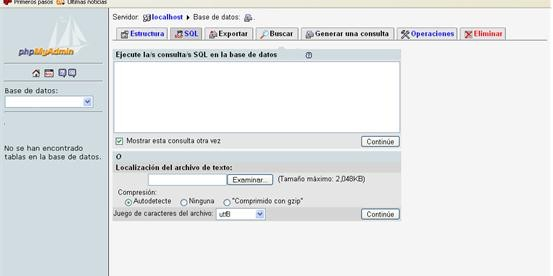 Primeros pasos Últimas noticias
Servidor: localhost ▸ Base de datos: .
Estructura SQL Exportar Buscar Generar una consulta Operaciones Eliminar
phpMyAdmin
Base de datos:
No se han encontrado
tablas en la base de datos.
Ejecute la/s consulta/s SQL en la base de datos
Mostrar esta consulta otra vez Continúe
O
Localización del archivo de texto:
Examinar... (Tamaño máximo: 2,048KB)
Compresión:
Autodetecte Ninguna "Comprimido con gzip"
Juego de caracteres del archivo: utf8 Continúe